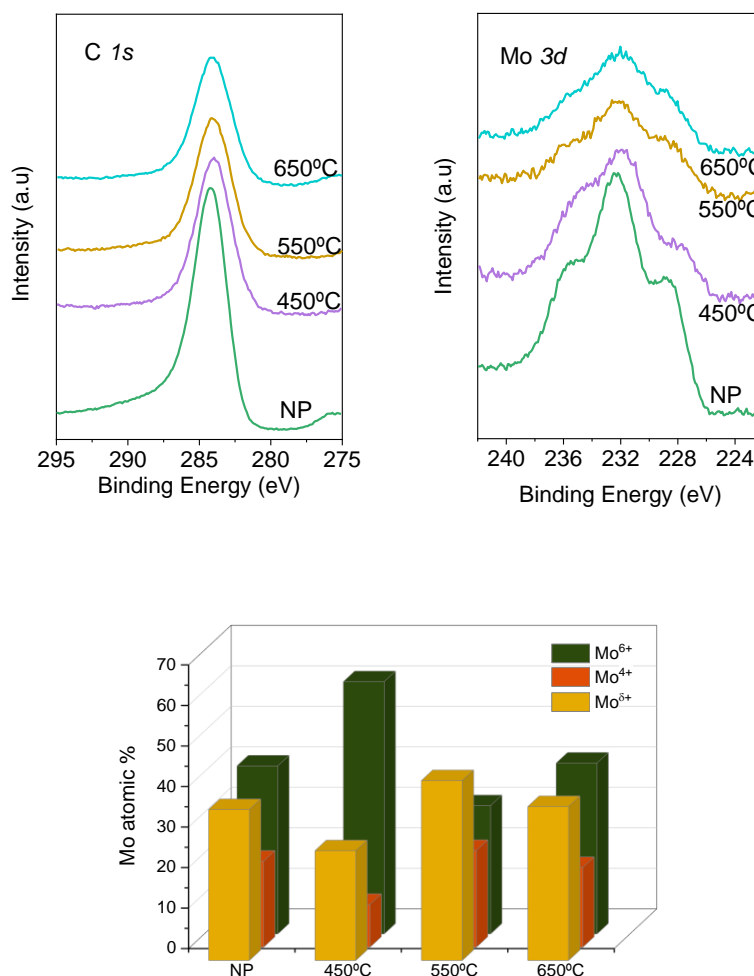 C 1s
650ºC
550ºC
450ºC
NP
Intensity (a.u)
295 290 285 280 275
Binding Energy (eV)
Mo 3d
650ºC
550ºC
450ºC
NP
Intensity (a.u)
240 236 232 228 224
Binding Energy (eV)
Mo⁶⁺
Mo⁴⁺
Mo^δ⁺
70
60
50
40
30
20
10
0
Mo atomic %
NP 450ºC 550ºC 650ºC